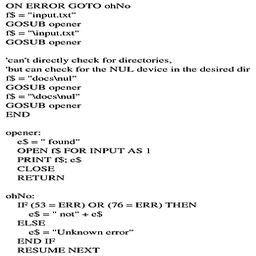 ON ERROR GOTO ohNo
f$ = "input.txt"
GOSUB opener
f$ = "\input.txt"
GOSUB opener

'can't directly check for directories,
'but can check for the NUL device in the desired dir
f$ = "docs\nul"
GOSUB opener
f$ = "\docs\nul"
GOSUB opener
END

opener:
    e$ = " found"
    OPEN f$ FOR INPUT AS 1
    PRINT f$; e$
    CLOSE
    RETURN

ohNo:
    IF (53 = ERR) OR (76 = ERR) THEN
        e$ = " not" + e$
    ELSE
        e$ = "Unknown error"
    END IF
    RESUME NEXT